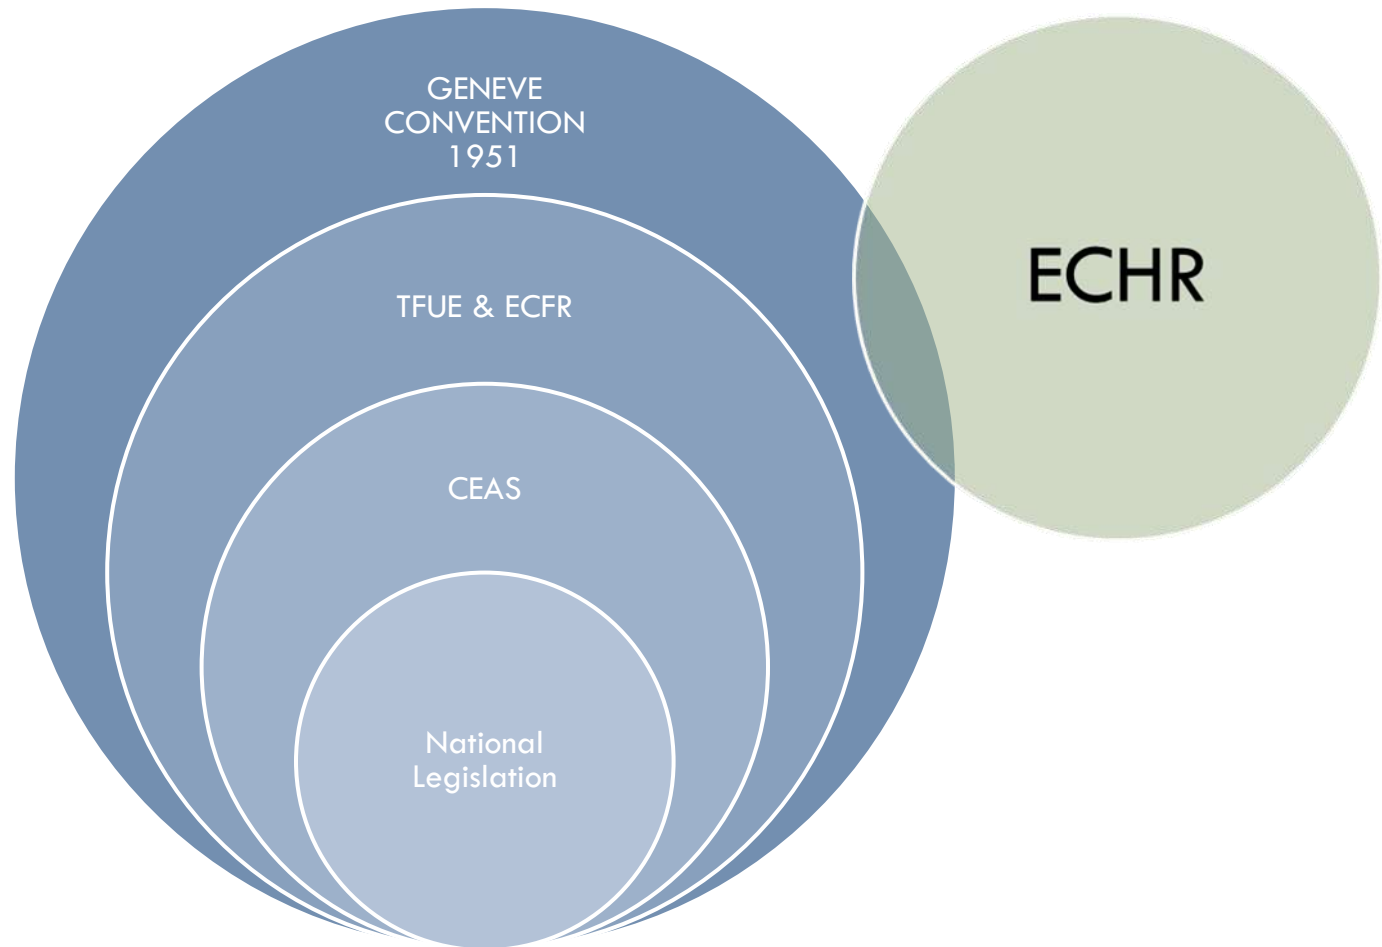 GENEVE
CONVENTION
1951
ECHR
TFUE & ECFR
CEAS
National
Legislation